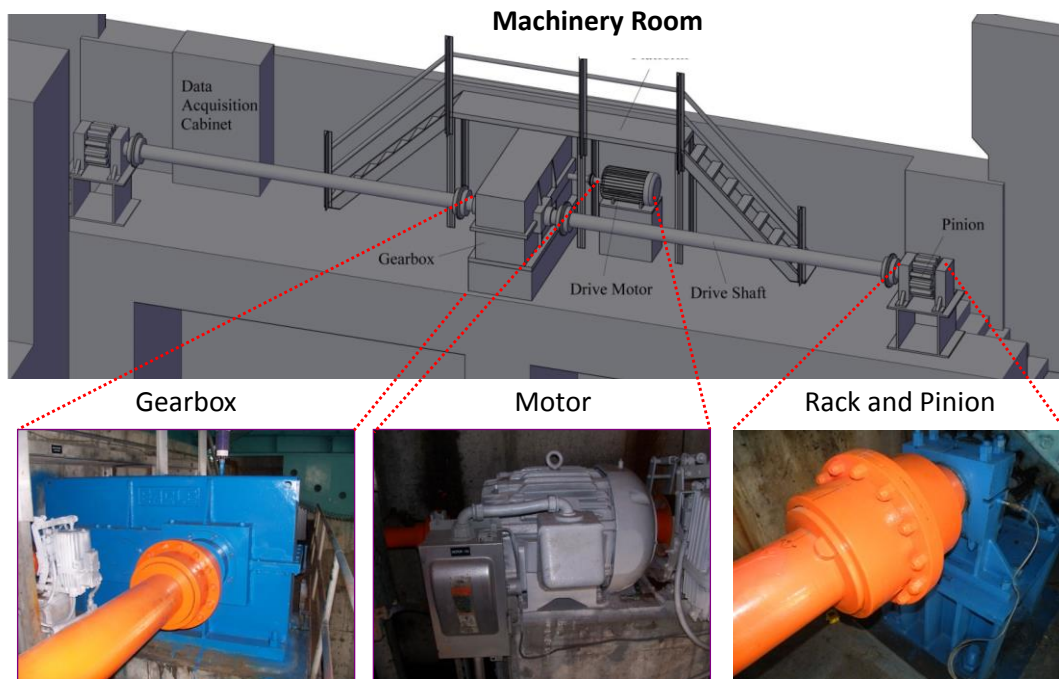 Machinery Room
Data
Acquisition
Cabinet
Gearbox
Drive Motor
Drive Shaft
Pinion
Gearbox
Motor
Rack and Pinion